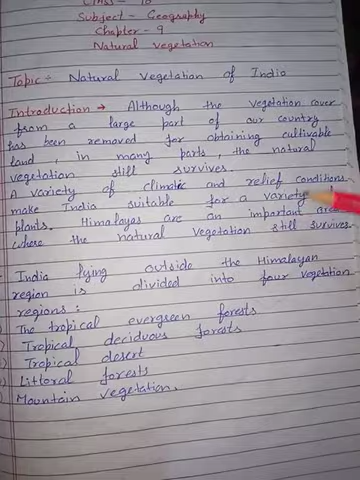 Class - 10
Subject - Geography
Chapter - 9
Natural vegetation
Topic:- Natural Vegetation of India
Introduction → Although the vegetation cover
from a large part of our country
has been removed for obtaining cultivable
land, in many parts, the natural
vegetation still survives.
A variety of climatic and relief conditions
make India suitable for a variety
plants. Himalayas are an important area
where the natural vegetation still survives.
India lying outside the Himalayan
region is divided into four vegetation
regions:
The tropical evergreen forests
Tropical deciduous forests
Tropical desert
Littoral forests
Mountain vegetation.